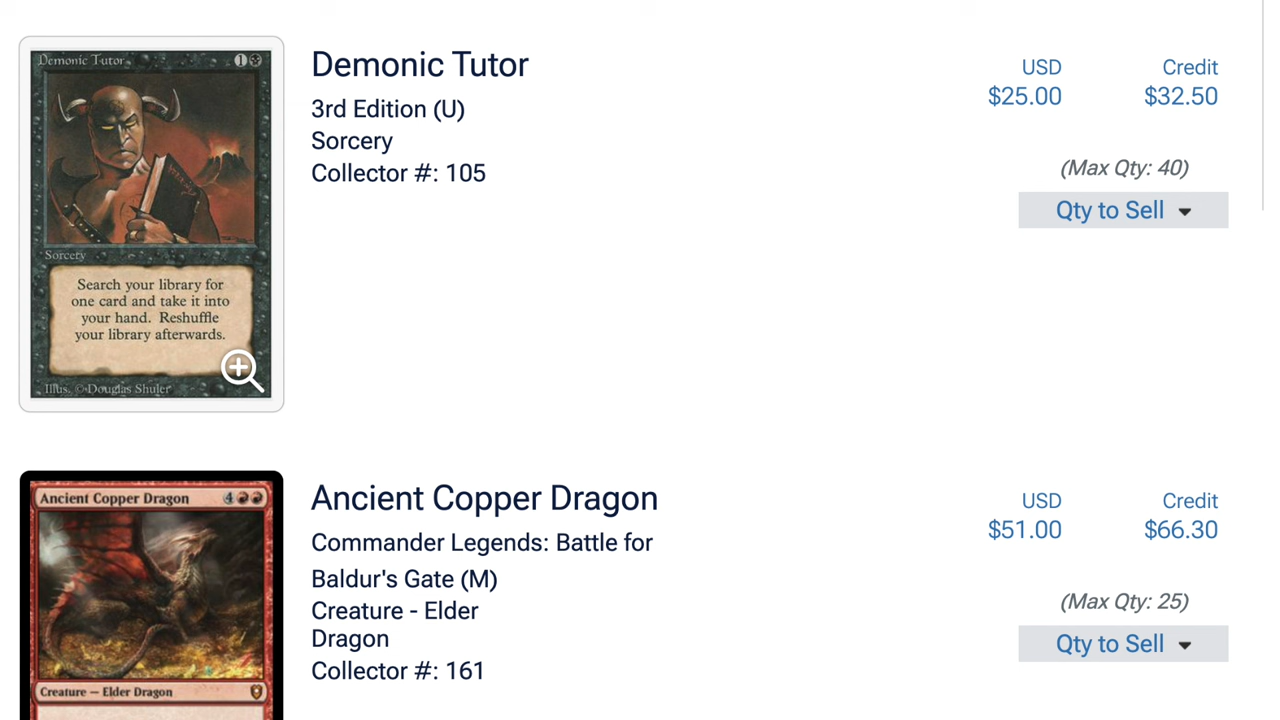 Demonic Tutor 1
Sorcery
Search your library for
one card and take it into
your hand. Reshuffle
your library afterwards.
Illus. © Douglas Shuler
Demonic Tutor
3rd Edition (U)
Sorcery
Collector #: 105
USD Credit
$25.00 $32.50
(Max Qty: 40)
Qty to Sell
Ancient Copper Dragon 4
Creature — Elder Dragon
Ancient Copper Dragon
Commander Legends: Battle for
Baldur's Gate (M)
Creature - Elder
Dragon
Collector #: 161
USD Credit
$51.00 $66.30
(Max Qty: 25)
Qty to Sell